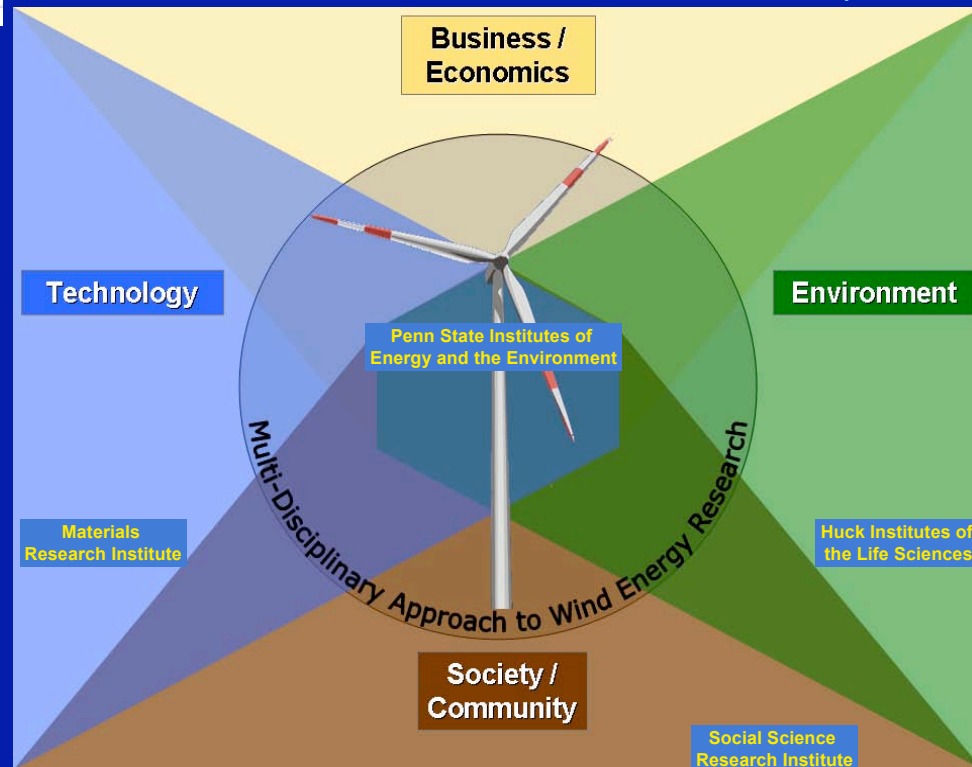 Business /
Economics
Technology
Environment
Penn State Institutes of
Energy and the Environment
Multi-Disciplinary Approach to Wind Energy Research
Materials
Research Institute
Huck Institutes of
the Life Sciences
Society /
Community
Social Science
Research Institute